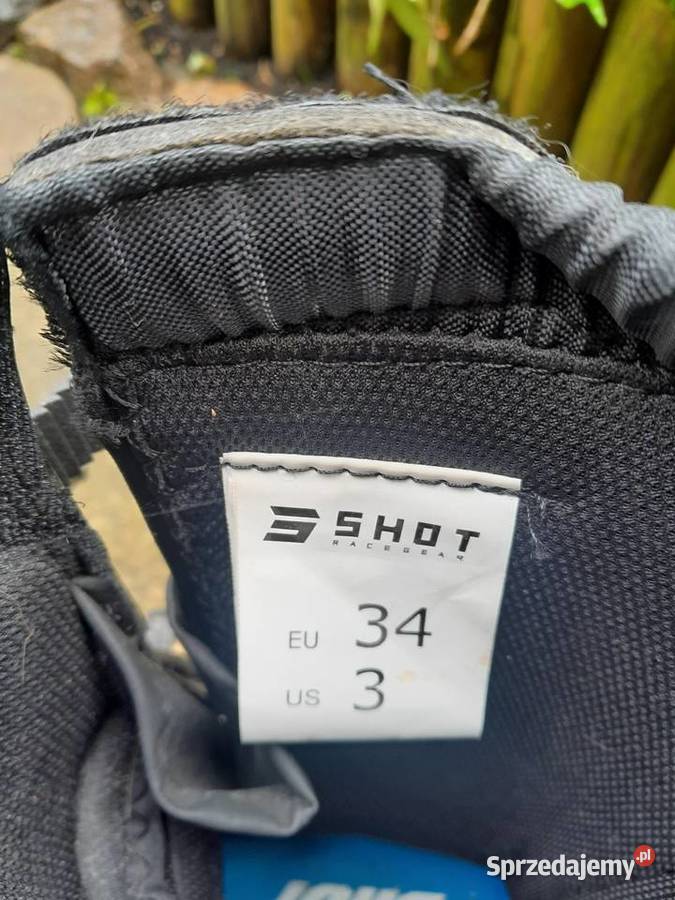 SHOT
RACEGEAR
EU 34
US 3
Sprzedajemy.pl